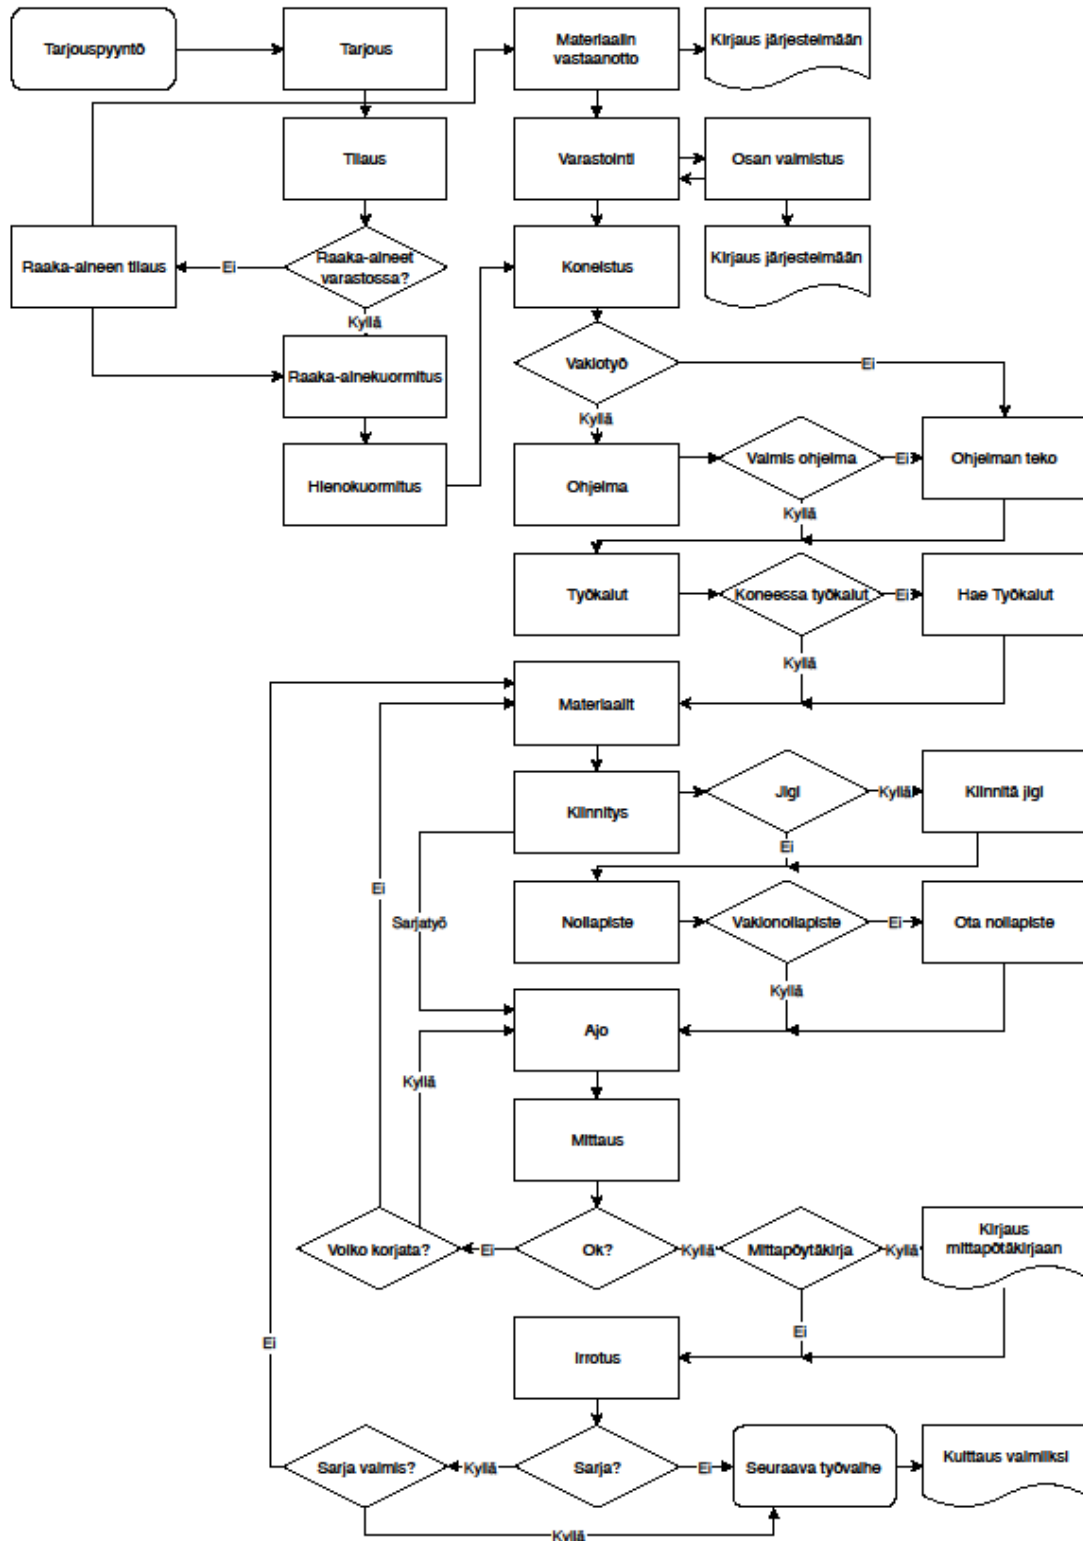 Tarjouspyyntö
Tarjous
Materiaalin
vastaanotto
Kirjaus järjestelmään
Tilaus
Varastointi
Osan valmistus
Raaka-aineen tilaus
Ei
Raaka-aineet
varastossa?
Koneistus
Kirjaus järjestelmään
Kyllä
Raaka-ainekuormitus
Vakiotyö
Ei
Kyllä
Hienokuormitus
Ohjelma
Valmis ohjelma
Ei
Ohjelman teko
Kyllä
Työkalut
Koneessa työkalut
Ei
Hae Työkalut
Kyllä
Materiaalit
Kiinnitys
Jigi
Kyllä
Kiinnitä jigi
Ei
Ei
Sarjatyö
Nollapiste
Vakionollapiste
Ei
Ota nollapiste
Kyllä
Ajo
Kyllä
Mittaus
Voiko korjata?
Ei
Ok?
Kyllä
Mittapöytäkirja
Kyllä
Kirjaus
mittapötäkirjaan
Ei
Ei
Irrotus
Sarja valmis?
Kyllä
Sarja?
Ei
Seuraava työvaihe
Kuittaus valmiiksi
Kyllä